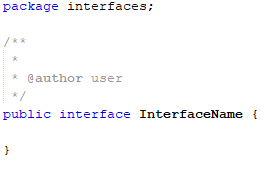 package interfaces;
/**
 *
 * @author user
 */
public interface InterfaceName {
}